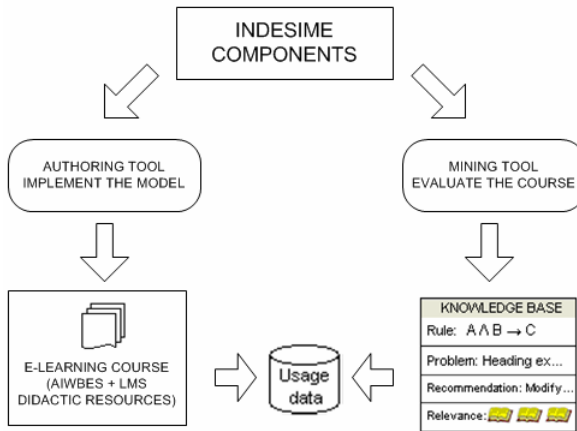 INDESIME
COMPONENTS
AUTHORING TOOL
IMPLEMENT THE MODEL
MINING TOOL
EVALUATE THE COURSE
E-LEARNING COURSE
(AIWBES + LMS
DIDACTIC RESOURCES)
Usage
data
KNOWLEDGE BASE
Rule: A Λ B → C
Problem: Heading ex...
Recommendation: Modify...
Relevance: